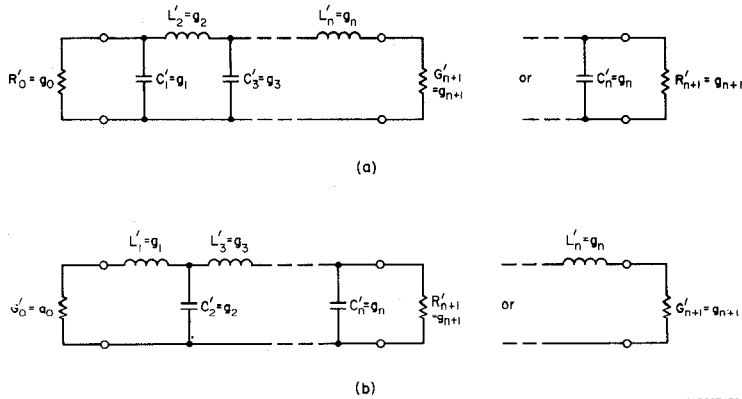 L′2=g2
L′n=gn
R′0 = g0
C′1=g1
C′3=g3
G′n+1
=gn+1
or
C′n=gn
R′n+1 = gn+1
(a)
L′1=g1
L′3=g3
L′n=gn
G′0=g0
C′2=g2
C′n=gn
R′n+1
=gn+1
or
G′n+1=gn+1
(b)